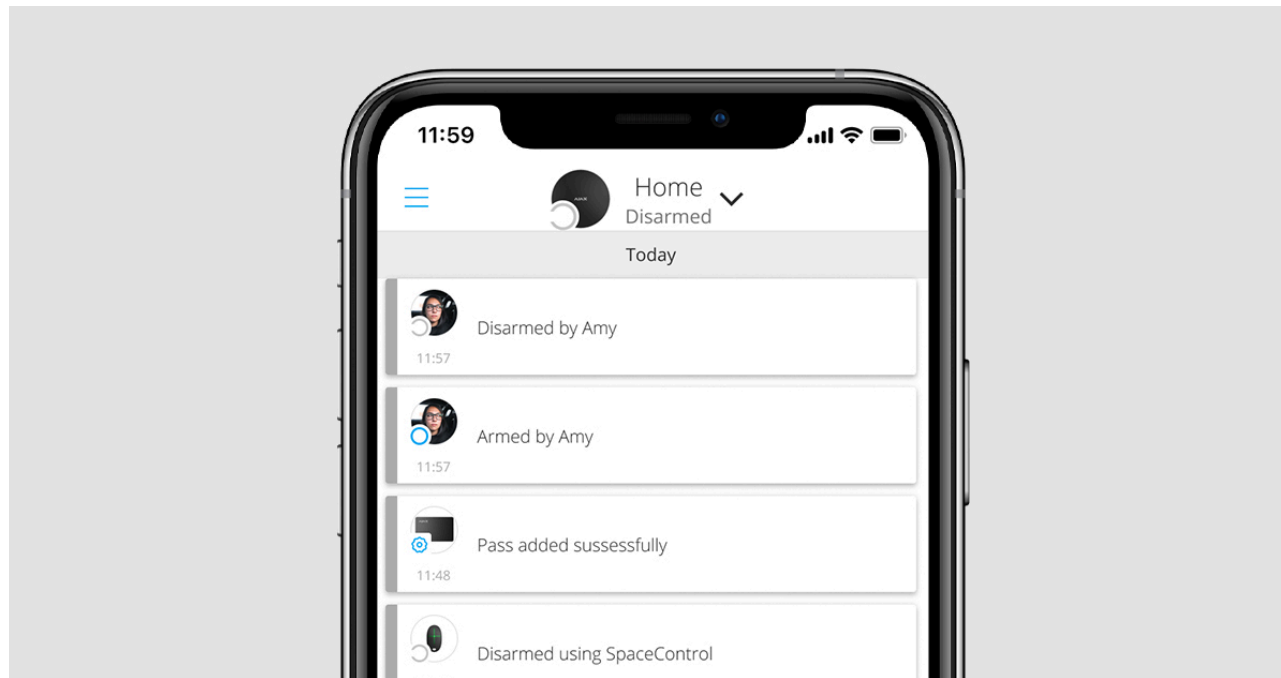 11:59
Home
Disarmed
Today
Disarmed by Amy
11:57
Armed by Amy
11:57
Pass added sussessfully
11:48
Disarmed using SpaceControl